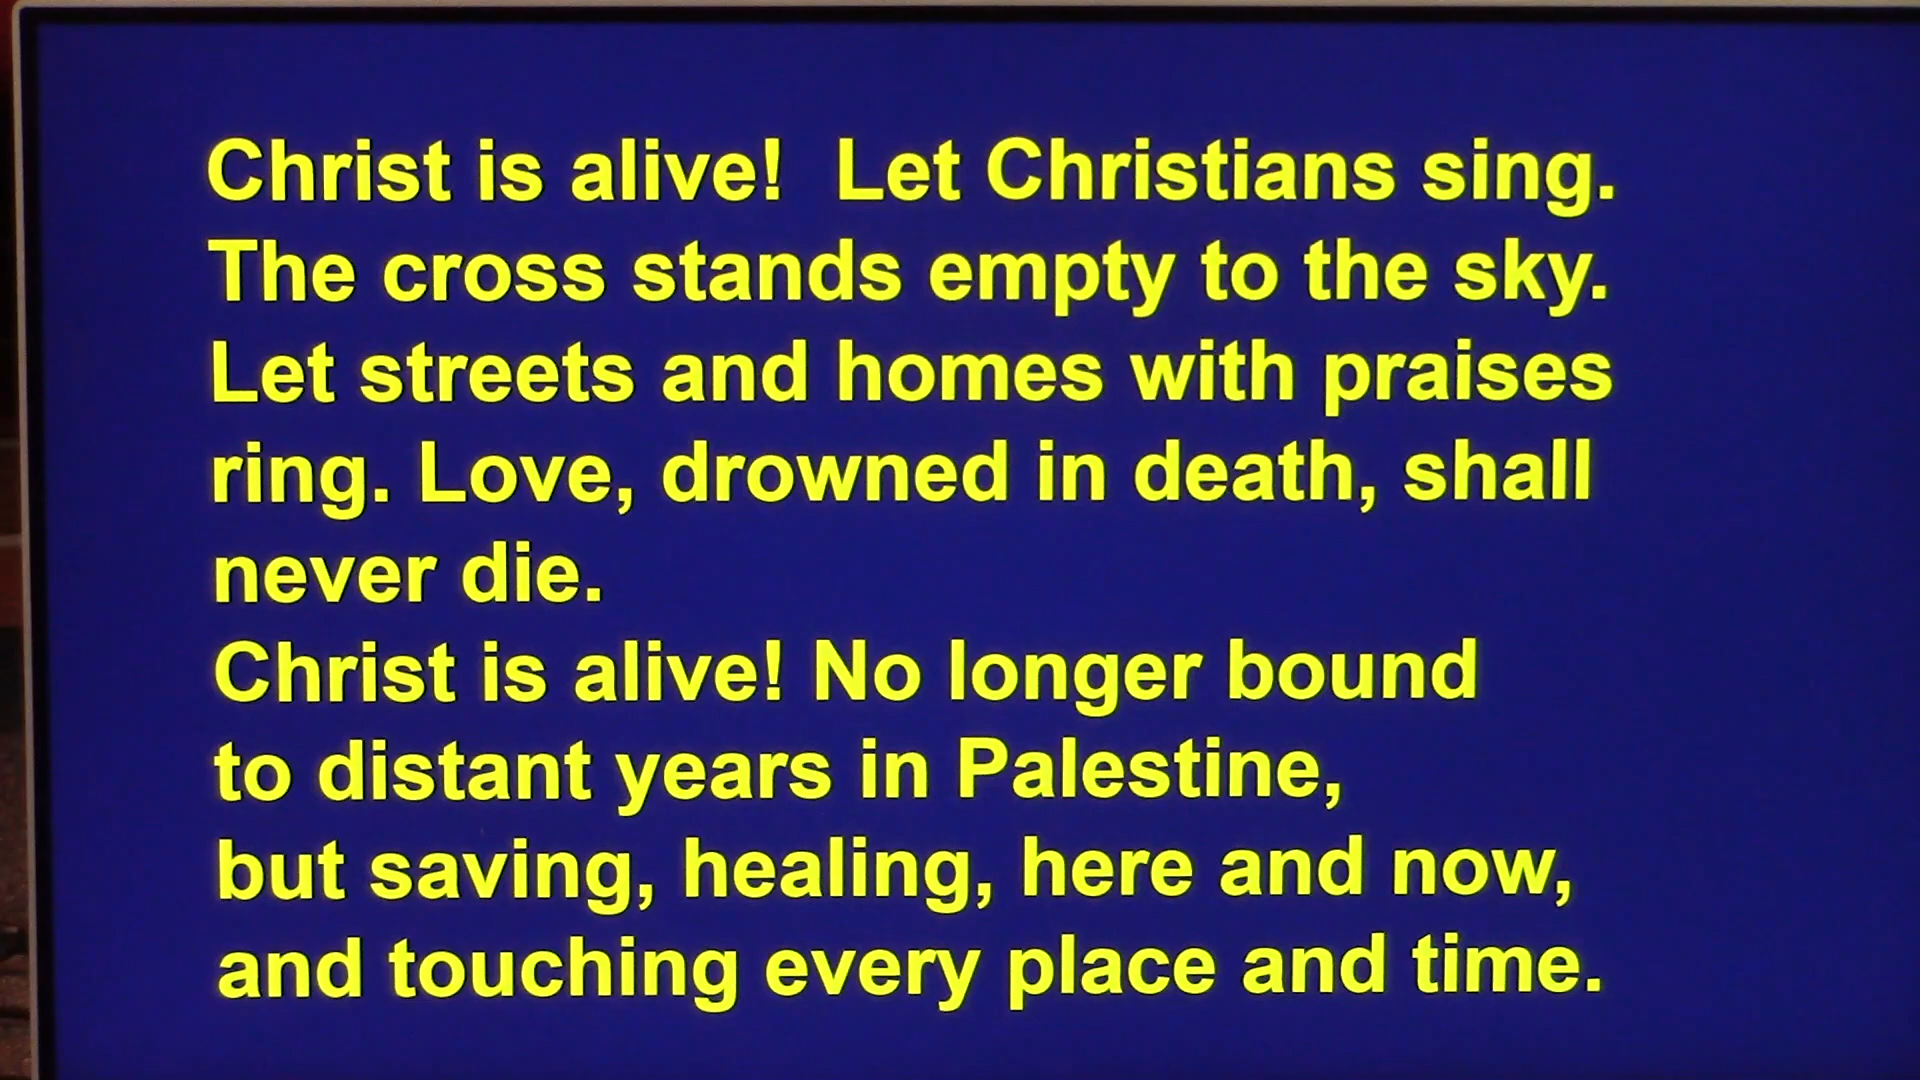 Christ is alive!  Let Christians sing.
The cross stands empty to the sky.
Let streets and homes with praises
ring. Love, drowned in death, shall
never die.
Christ is alive! No longer bound
to distant years in Palestine,
but saving, healing, here and now,
and touching every place and time.